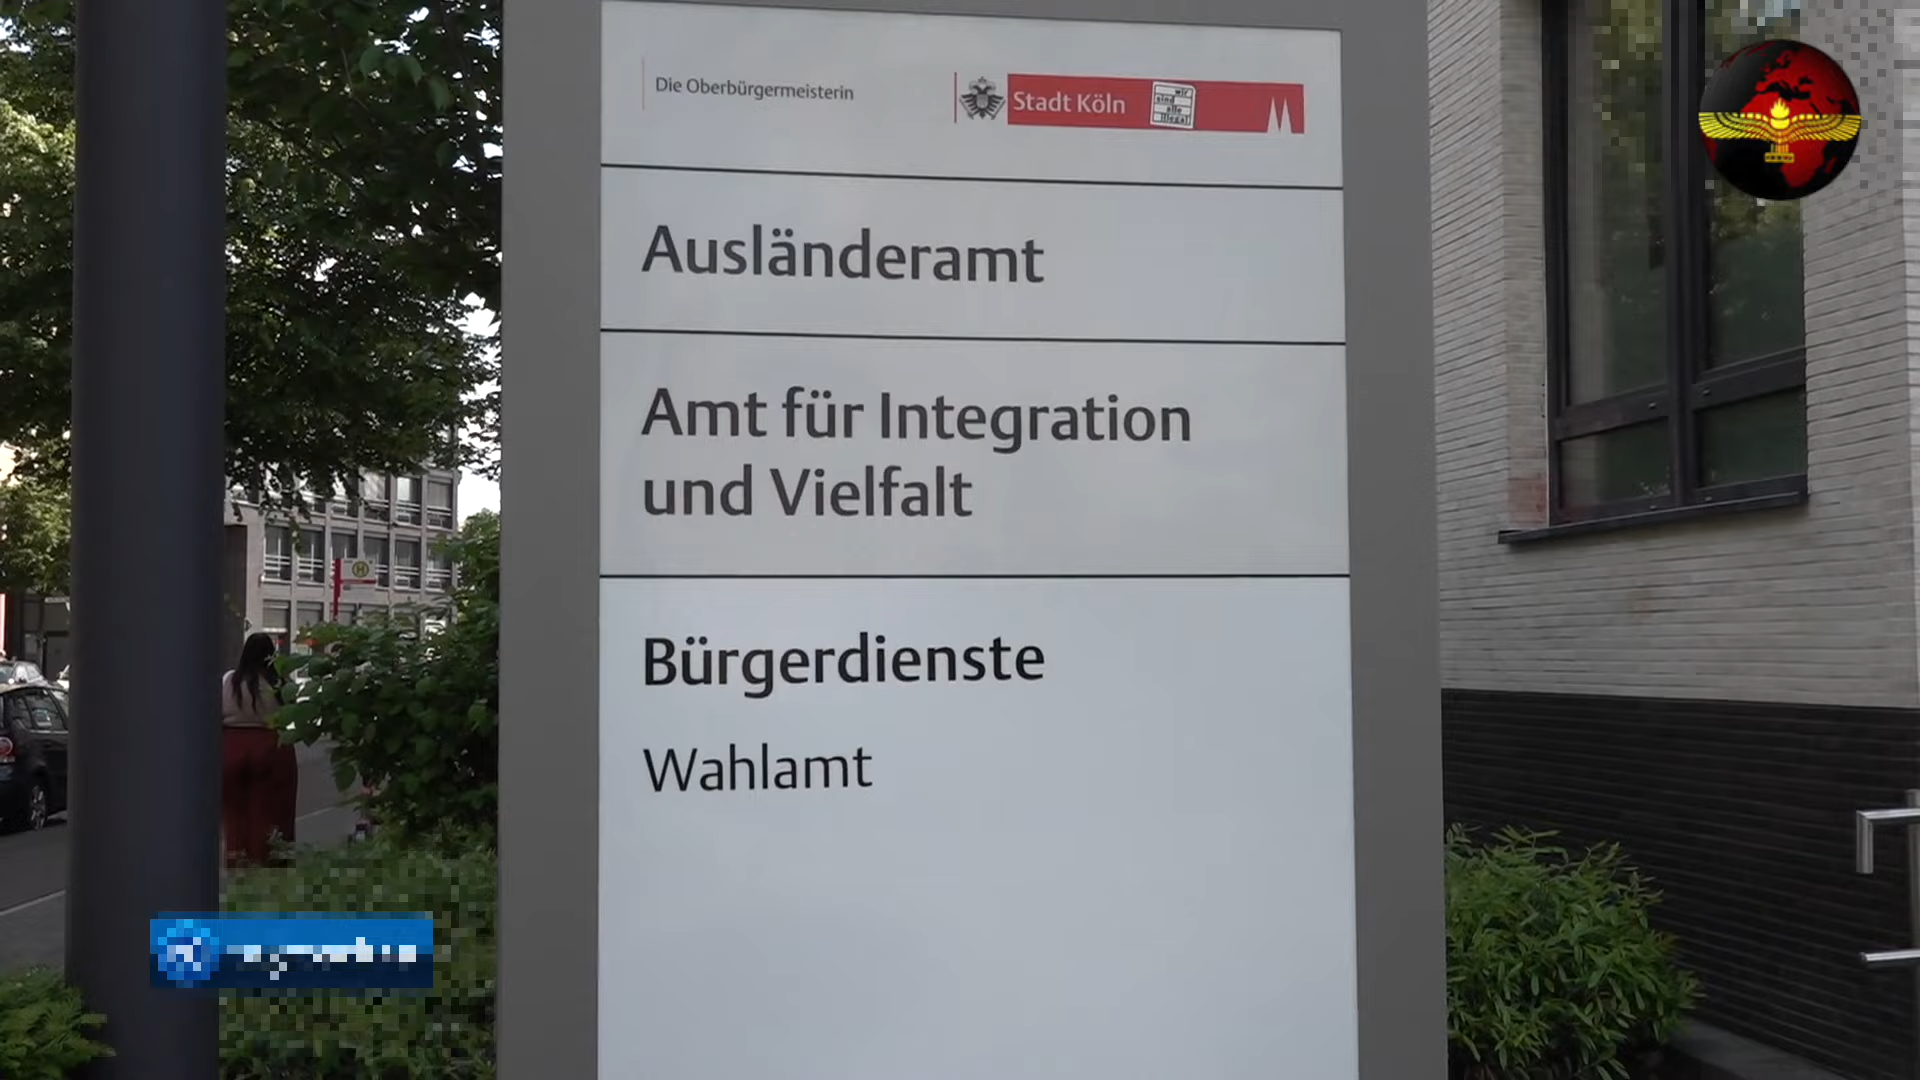 Die Oberbürgermeisterin
Stadt Köln
wir
sind
alle
illegal
Ausländeramt
Amt für Integration
und Vielfalt
Bürgerdienste
Wahlamt
H